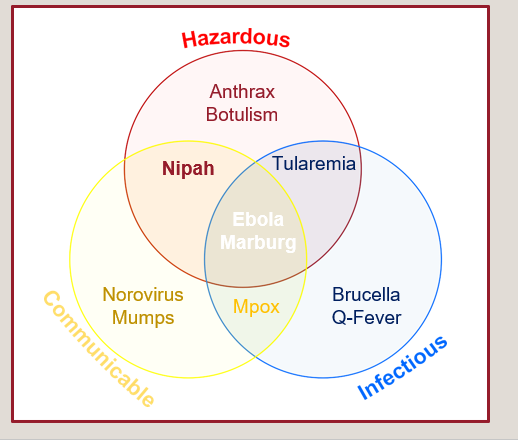 Hazardous
Anthrax
Botulism
Nipah
Tularemia
Ebola
Marburg
Norovirus
Mumps
Mpox
Brucella
Q-Fever
Communicable
Infectious